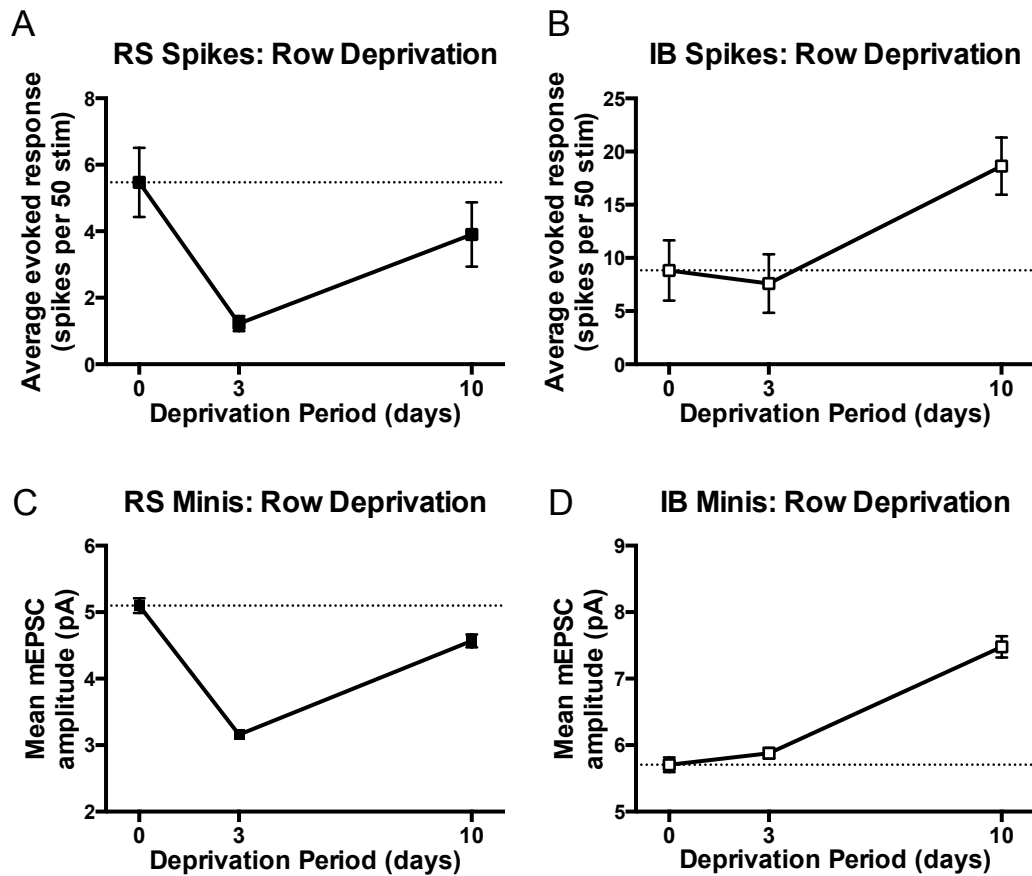 A
RS Spikes: Row Deprivation
Average evoked response
(spikes per 50 stim)
8
6
4
2
0
0 3 10
Deprivation Period (days)
B
IB Spikes: Row Deprivation
Average evoked response
(spikes per 50 stim)
25
20
15
10
5
0
0 3 10
Deprivation Period (days)
C
RS Minis: Row Deprivation
Mean mEPSC
amplitude (pA)
6
5
4
3
2
0 3 10
Deprivation Period (days)
D
IB Minis: Row Deprivation
Mean mEPSC
amplitude (pA)
9
8
7
6
5
0 3 10
Deprivation Period (days)